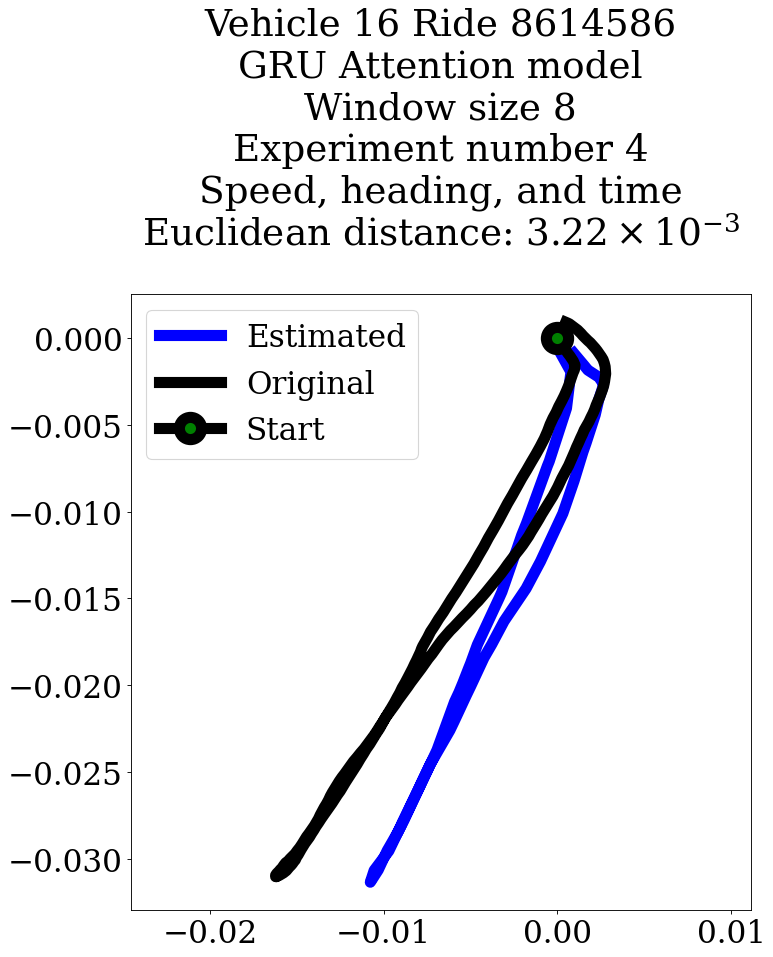 Vehicle 16 Ride 8614586
GRU Attention model
Window size 8
Experiment number 4
Speed, heading, and time
Euclidean distance: 3.22 × 10⁻³
Estimated
Original
Start
0.000
−0.005
−0.010
−0.015
−0.020
−0.025
−0.030
−0.02
−0.01
0.00
0.01